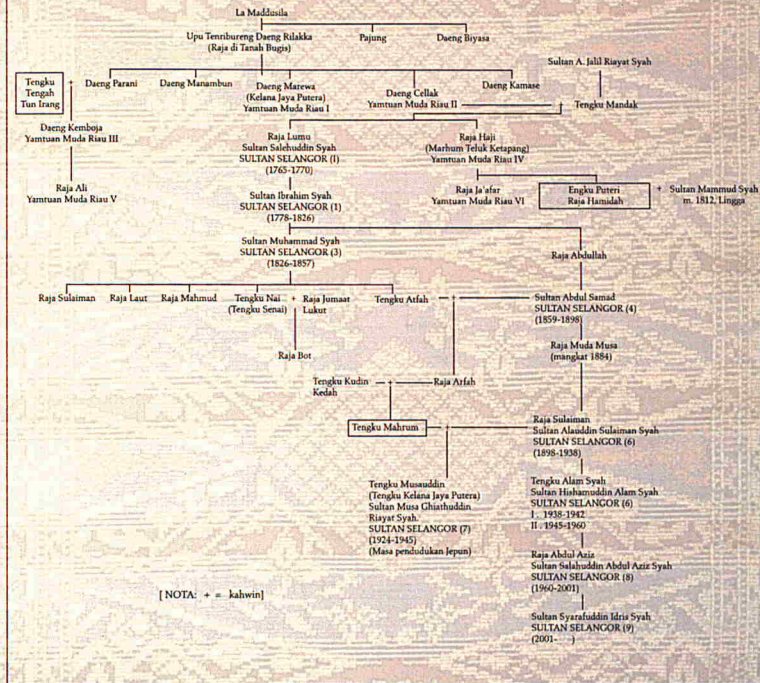 La Maddusila
Upu Tenribureng Daeng Rilakka
(Raja di Tanah Bugis)
Pajung
Daeng Biyasa
Sultan A. Jalil Riayat Syah
Tengku
Tengah
Tun Irang
+
Daeng Parani
Daeng Manambun
Daeng Marewa
(Kelana Jaya Putera)
Yamtuan Muda Riau I
Daeng Cellak
Yamtuan Muda Riau II
Daeng Kamase
+
Tengku Mandak
Daeng Kemboja
Yamtuan Muda Riau III
Raja Ali
Yamtuan Muda Riau V
Raja Lumu
Sultan Salehuddin Syah
SULTAN SELANGOR (I)
(1765-1770)
Raja Haji
(Marhum Teluk Ketapang)
Yamtuan Muda Riau IV
Sultan Ibrahim Syah
SULTAN SELANGOR (1)
(1778-1826)
Raja Ja'afar
Yamtuan Muda Riau VI
Engku Puteri
Raja Hamidah
+ Sultan Mammud Syah
m. 1812, Lingga
Sultan Muhammad Syah
SULTAN SELANGOR (3)
(1826-1857)
Raja Abdullah
Raja Sulaiman
Raja Laut
Raja Mahmud
Tengku Nai
(Tengku Senai)
+ Raja Jumaat
Lukut
Tengku Atfah
+
Sultan Abdul Samad
SULTAN SELANGOR (4)
(1859-1898)
Raja Bot
Raja Muda Musa
(mangkat 1884)
Tengku Kudin
Kedah
+
Raja Arfah
Tengku Mahrum
+
Raja Sulaiman
Sultan Alauddin Sulaiman Syah
SULTAN SELANGOR (6)
(1898-1938)
Tengku Musauddin
(Tengku Kelana Jaya Putera)
Sultan Musa Ghiathuddin
Riayat Syah.
SULTAN SELANGOR (7)
(1924-1945)
(Masa pendudukan Jepun)
Tengku Alam Syah
Sultan Hishamuddin Alam Syah
SULTAN SELANGOR (6)
I . 1938-1942
II . 1945-1960
Raja Abdul Aziz
Sultan Salahuddin Abdul Aziz Syah
SULTAN SELANGOR (8)
(1960-2001)
Sultan Syarafuddin Idris Syah
SULTAN SELANGOR (9)
(2001- )
[ NOTA: + = kahwin]